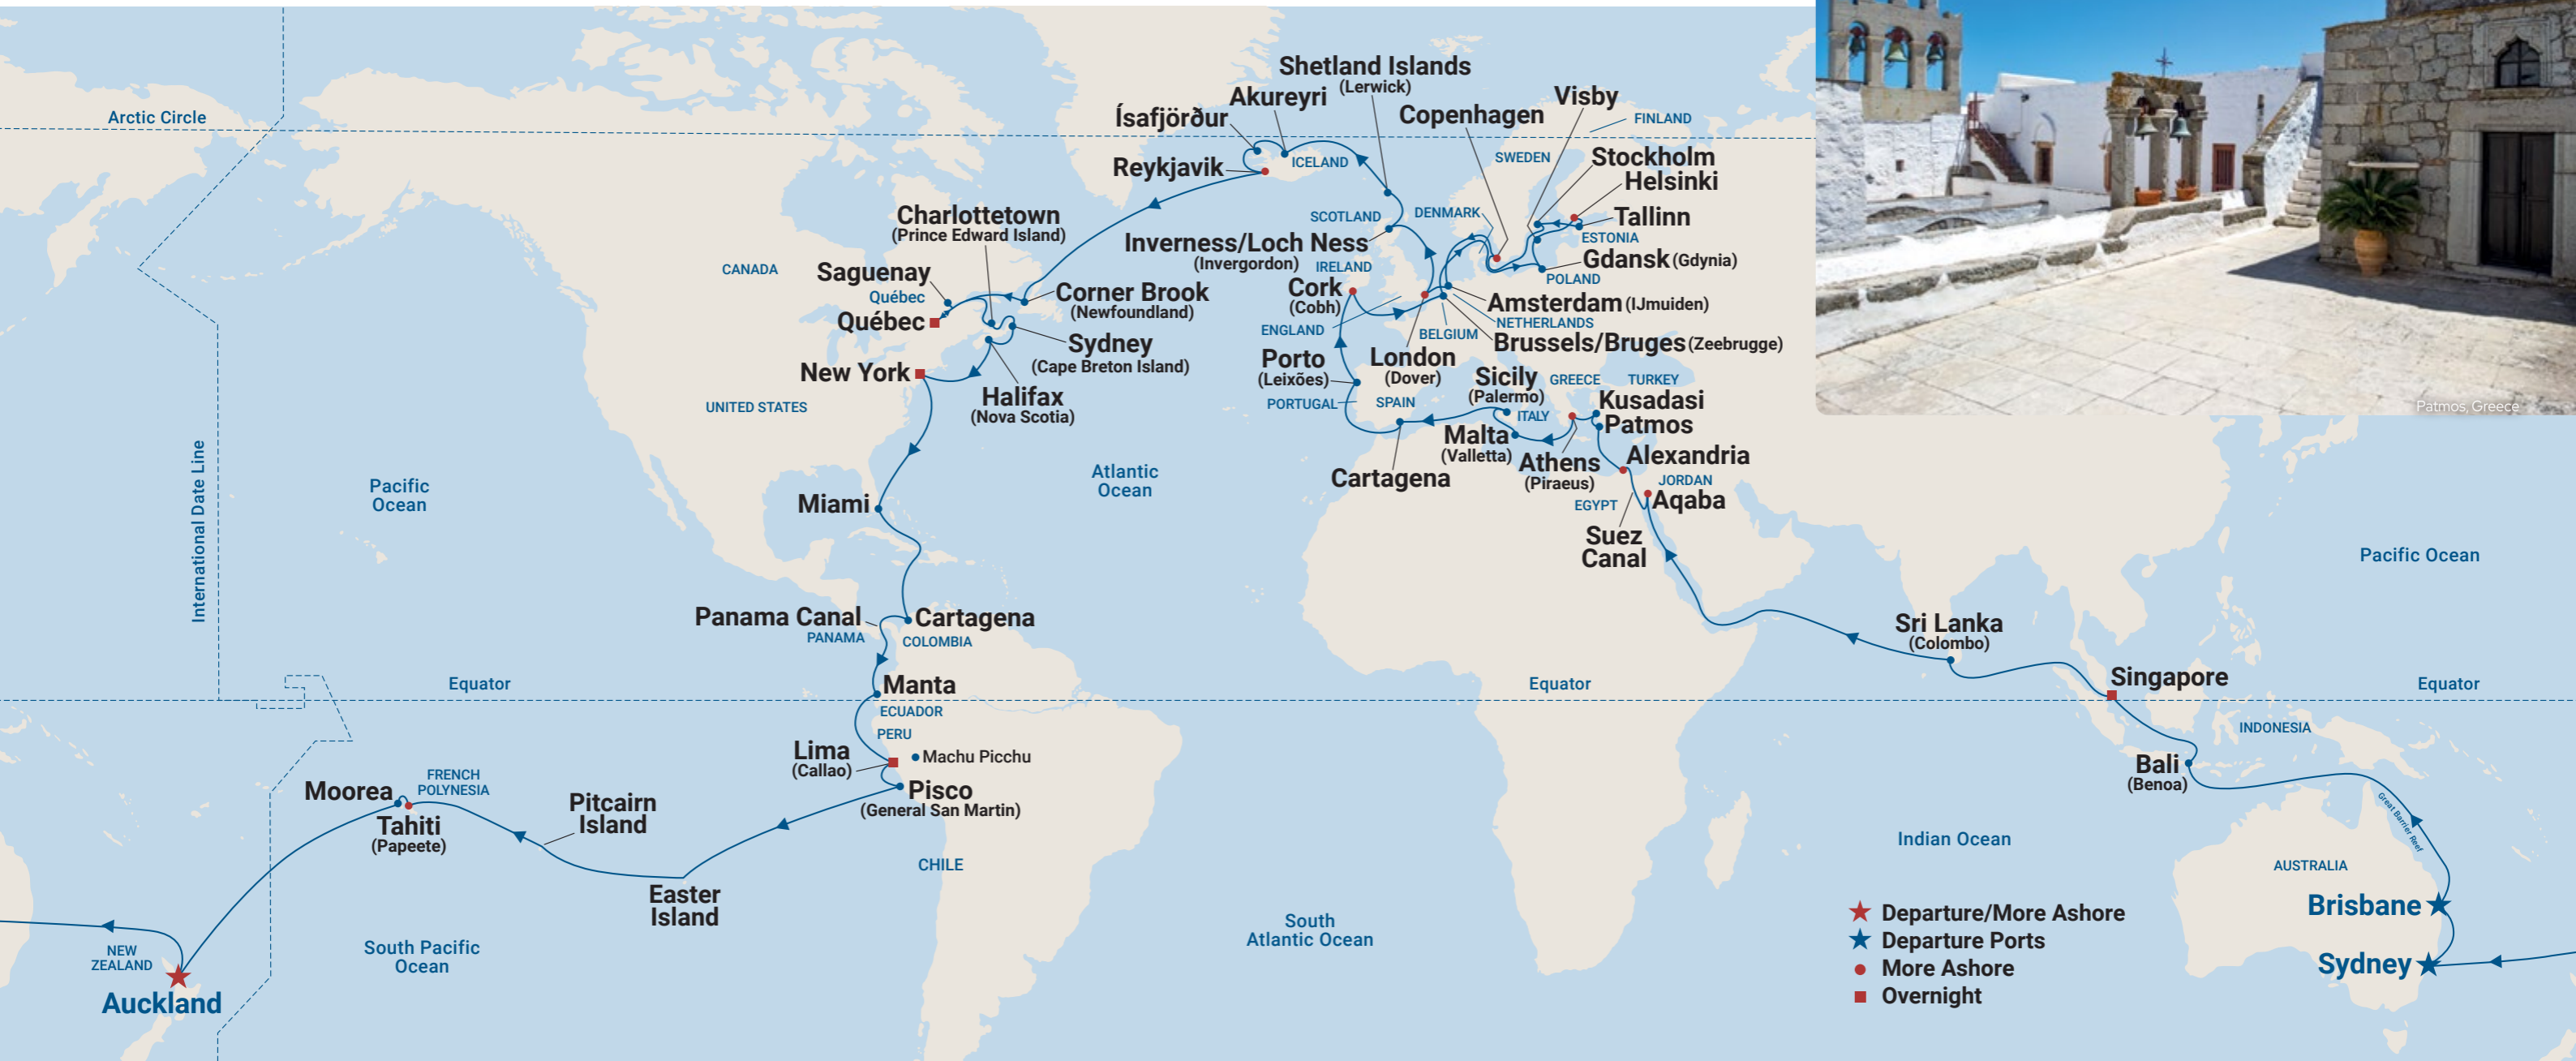 Arctic Circle
International Date Line
Pacific
Ocean
Equator
CANADA
UNITED STATES
Shetland Islands
(Lerwick)
Akureyri
Ísafjörður
Reykjavik
ICELAND
Copenhagen
Visby
FINLAND
SWEDEN
Stockholm
Helsinki
Tallinn
ESTONIA
Gdansk (Gdynia)
POLAND
DENMARK
SCOTLAND
Inverness/Loch Ness
(Invergordon)
IRELAND
Cork
(Cobh)
ENGLAND
Amsterdam (IJmuiden)
NETHERLANDS
BELGIUM
Brussels/Bruges (Zeebrugge)
London
(Dover)
Porto
(Leixões)
PORTUGAL
SPAIN
Sicily
(Palermo)
ITALY
GREECE
TURKEY
Kusadasi
Patmos
Malta
(Valletta)
Athens
(Piraeus)
Cartagena
Alexandria
JORDAN
Aqaba
EGYPT
Suez
Canal
Charlottetown
(Prince Edward Island)
Saguenay
Québec
Québec
Corner Brook
(Newfoundland)
Sydney
(Cape Breton Island)
New York
Halifax
(Nova Scotia)
Atlantic
Ocean
Miami
Panama Canal
PANAMA
Cartagena
COLOMBIA
Manta
ECUADOR
PERU
Lima
(Callao)
Machu Picchu
Pisco
(General San Martin)
CHILE
Easter
Island
Pitcairn
Island
FRENCH
POLYNESIA
Moorea
Tahiti
(Papeete)
South Pacific
Ocean
NEW
ZEALAND
Auckland
South
Atlantic Ocean
Equator
Sri Lanka
(Colombo)
Singapore
Equator
INDONESIA
Bali
(Benoa)
Pacific Ocean
Indian Ocean
Great Barrier Reef
AUSTRALIA
Brisbane
Sydney
Departure/More Ashore
Departure Ports
More Ashore
Overnight
Patmos, Greece